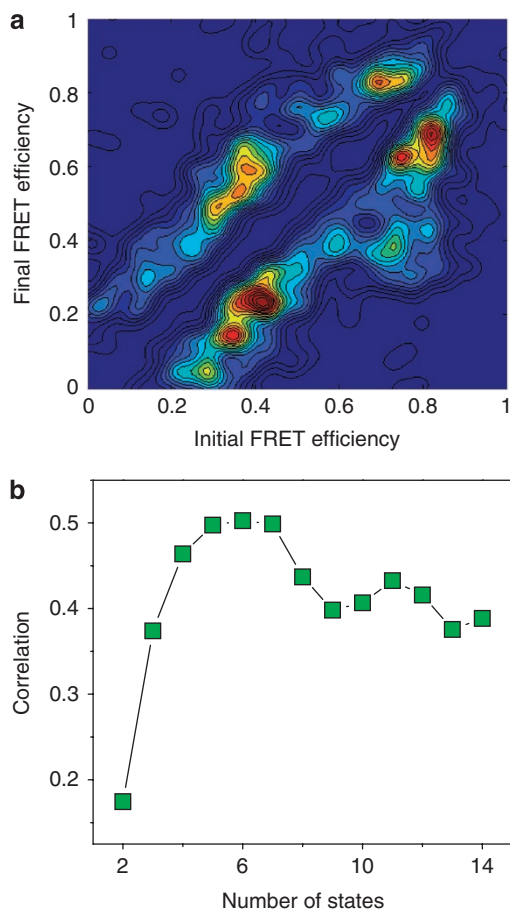 a
1
0.8
0.6
0.4
0.2
0
Final FRET efficiency
0 0.2 0.4 0.6 0.8 1
Initial FRET efficiency
b
0.5
0.4
0.3
0.2
Correlation
2 6 10 14
Number of states